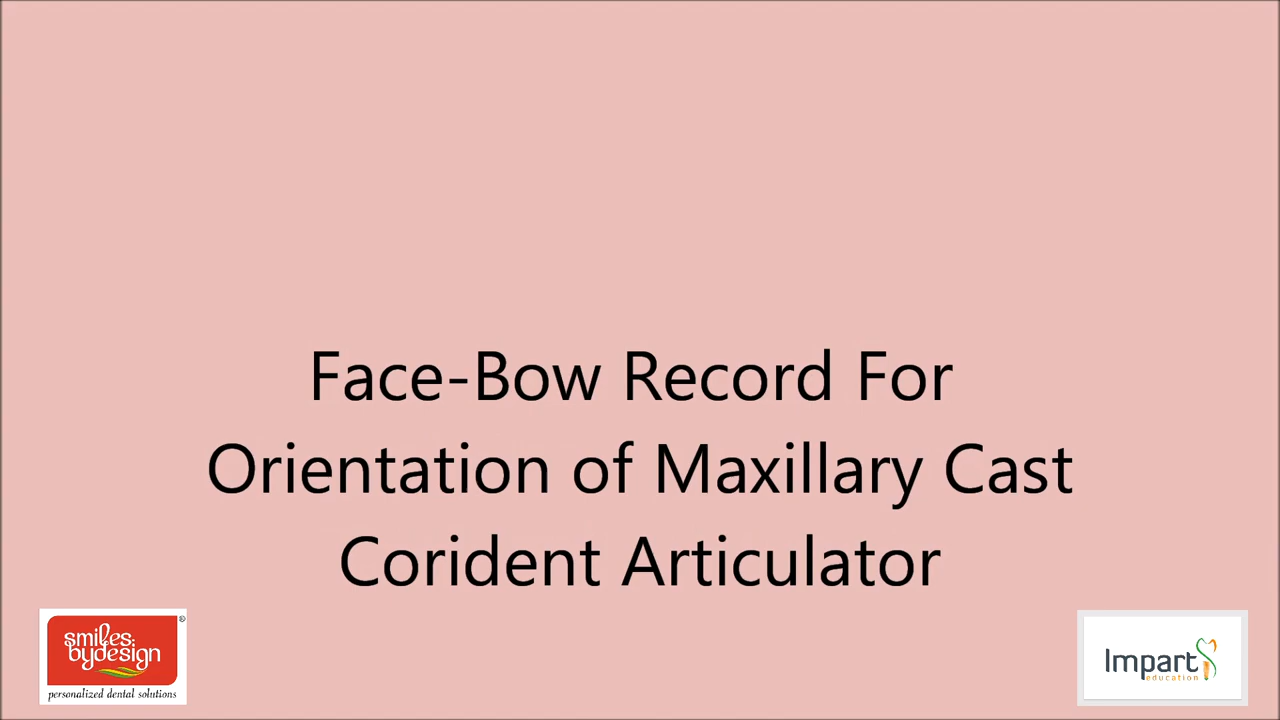 Face-Bow Record For
Orientation of Maxillary Cast
Corident Articulator
smiles
bydesign
®
personalized dental solutions
Impart
education